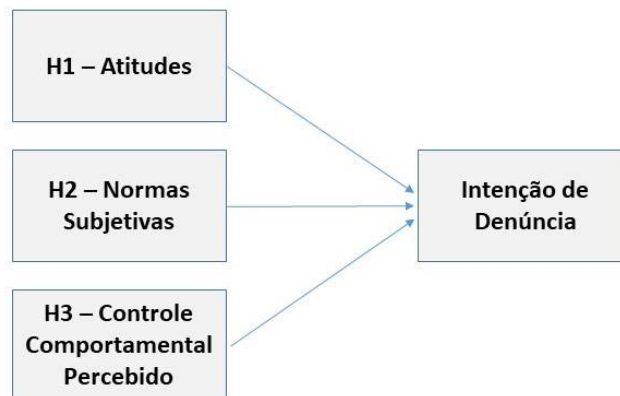 H1 – Atitudes
H2 – Normas
Subjetivas
Intenção de
Denúncia
H3 – Controle
Comportamental
Percebido